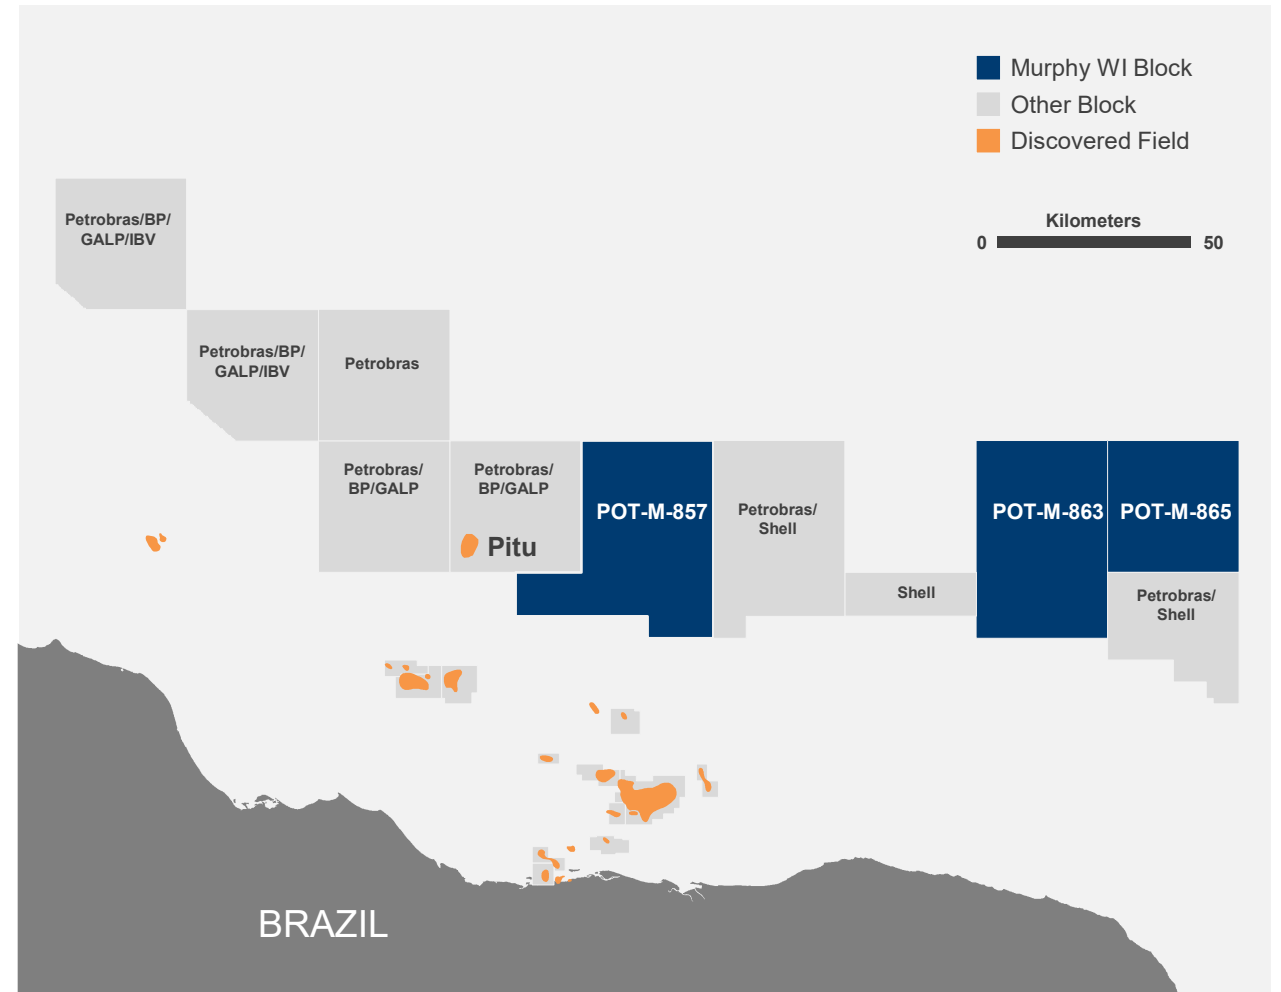 Murphy WI Block
Other Block
Discovered Field
Kilometers
0 50
Petrobras/BP/
GALP/IBV
Petrobras/BP/
GALP/IBV
Petrobras
Petrobras/
BP/GALP
Petrobras/
BP/GALP
Pitu
POT-M-857
Petrobras/
Shell
Shell
POT-M-863
POT-M-865
Petrobras/
Shell
BRAZIL